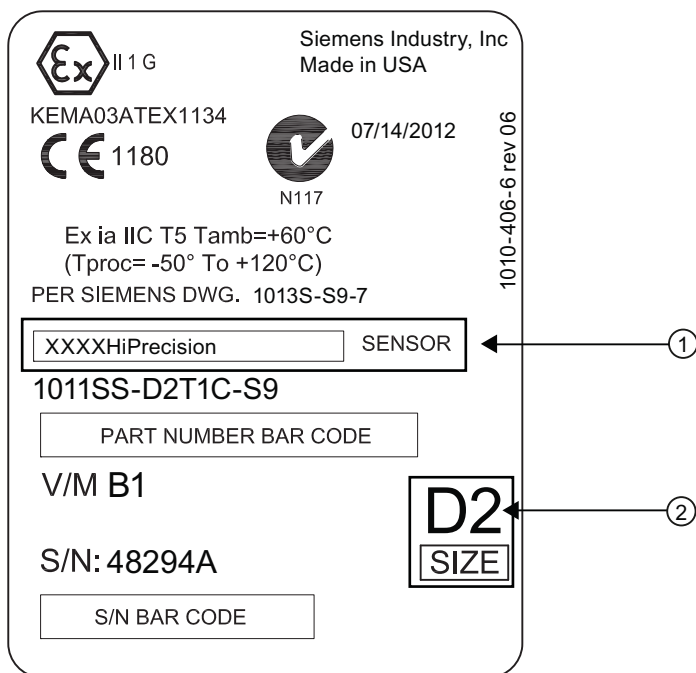 Siemens Industry, Inc
Made in USA
Ex II 1 G
KEMA03ATEX1134
CE 1180
07/14/2012
N117
1010-406-6 rev 06
Ex ia IIC T5 Tamb=+60°C
(Tproc= -50° To +120°C)
PER SIEMENS DWG. 1013S-S9-7
XXXXHiPrecision SENSOR
1
1011SS-D2T1C-S9
PART NUMBER BAR CODE
V/M B1
D2
2
SIZE
S/N: 48294A
S/N BAR CODE